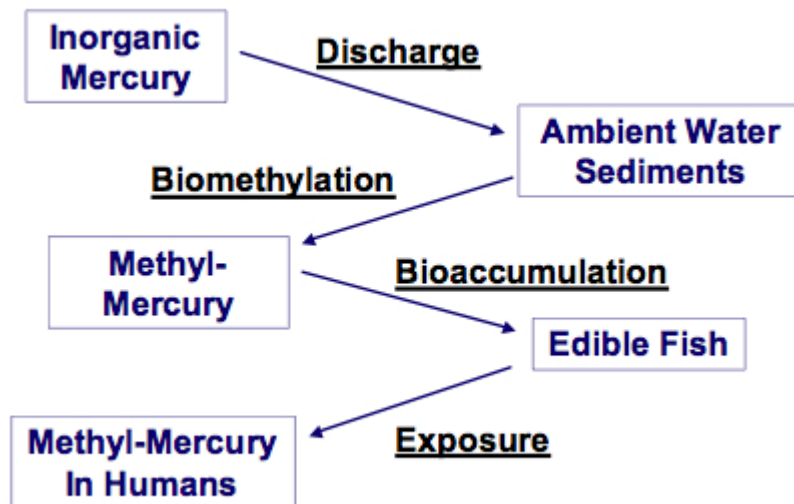 Inorganic
Mercury
Discharge
Ambient Water
Sediments
Biomethylation
Methyl-
Mercury
Bioaccumulation
Edible Fish
Exposure
Methyl-Mercury
In Humans